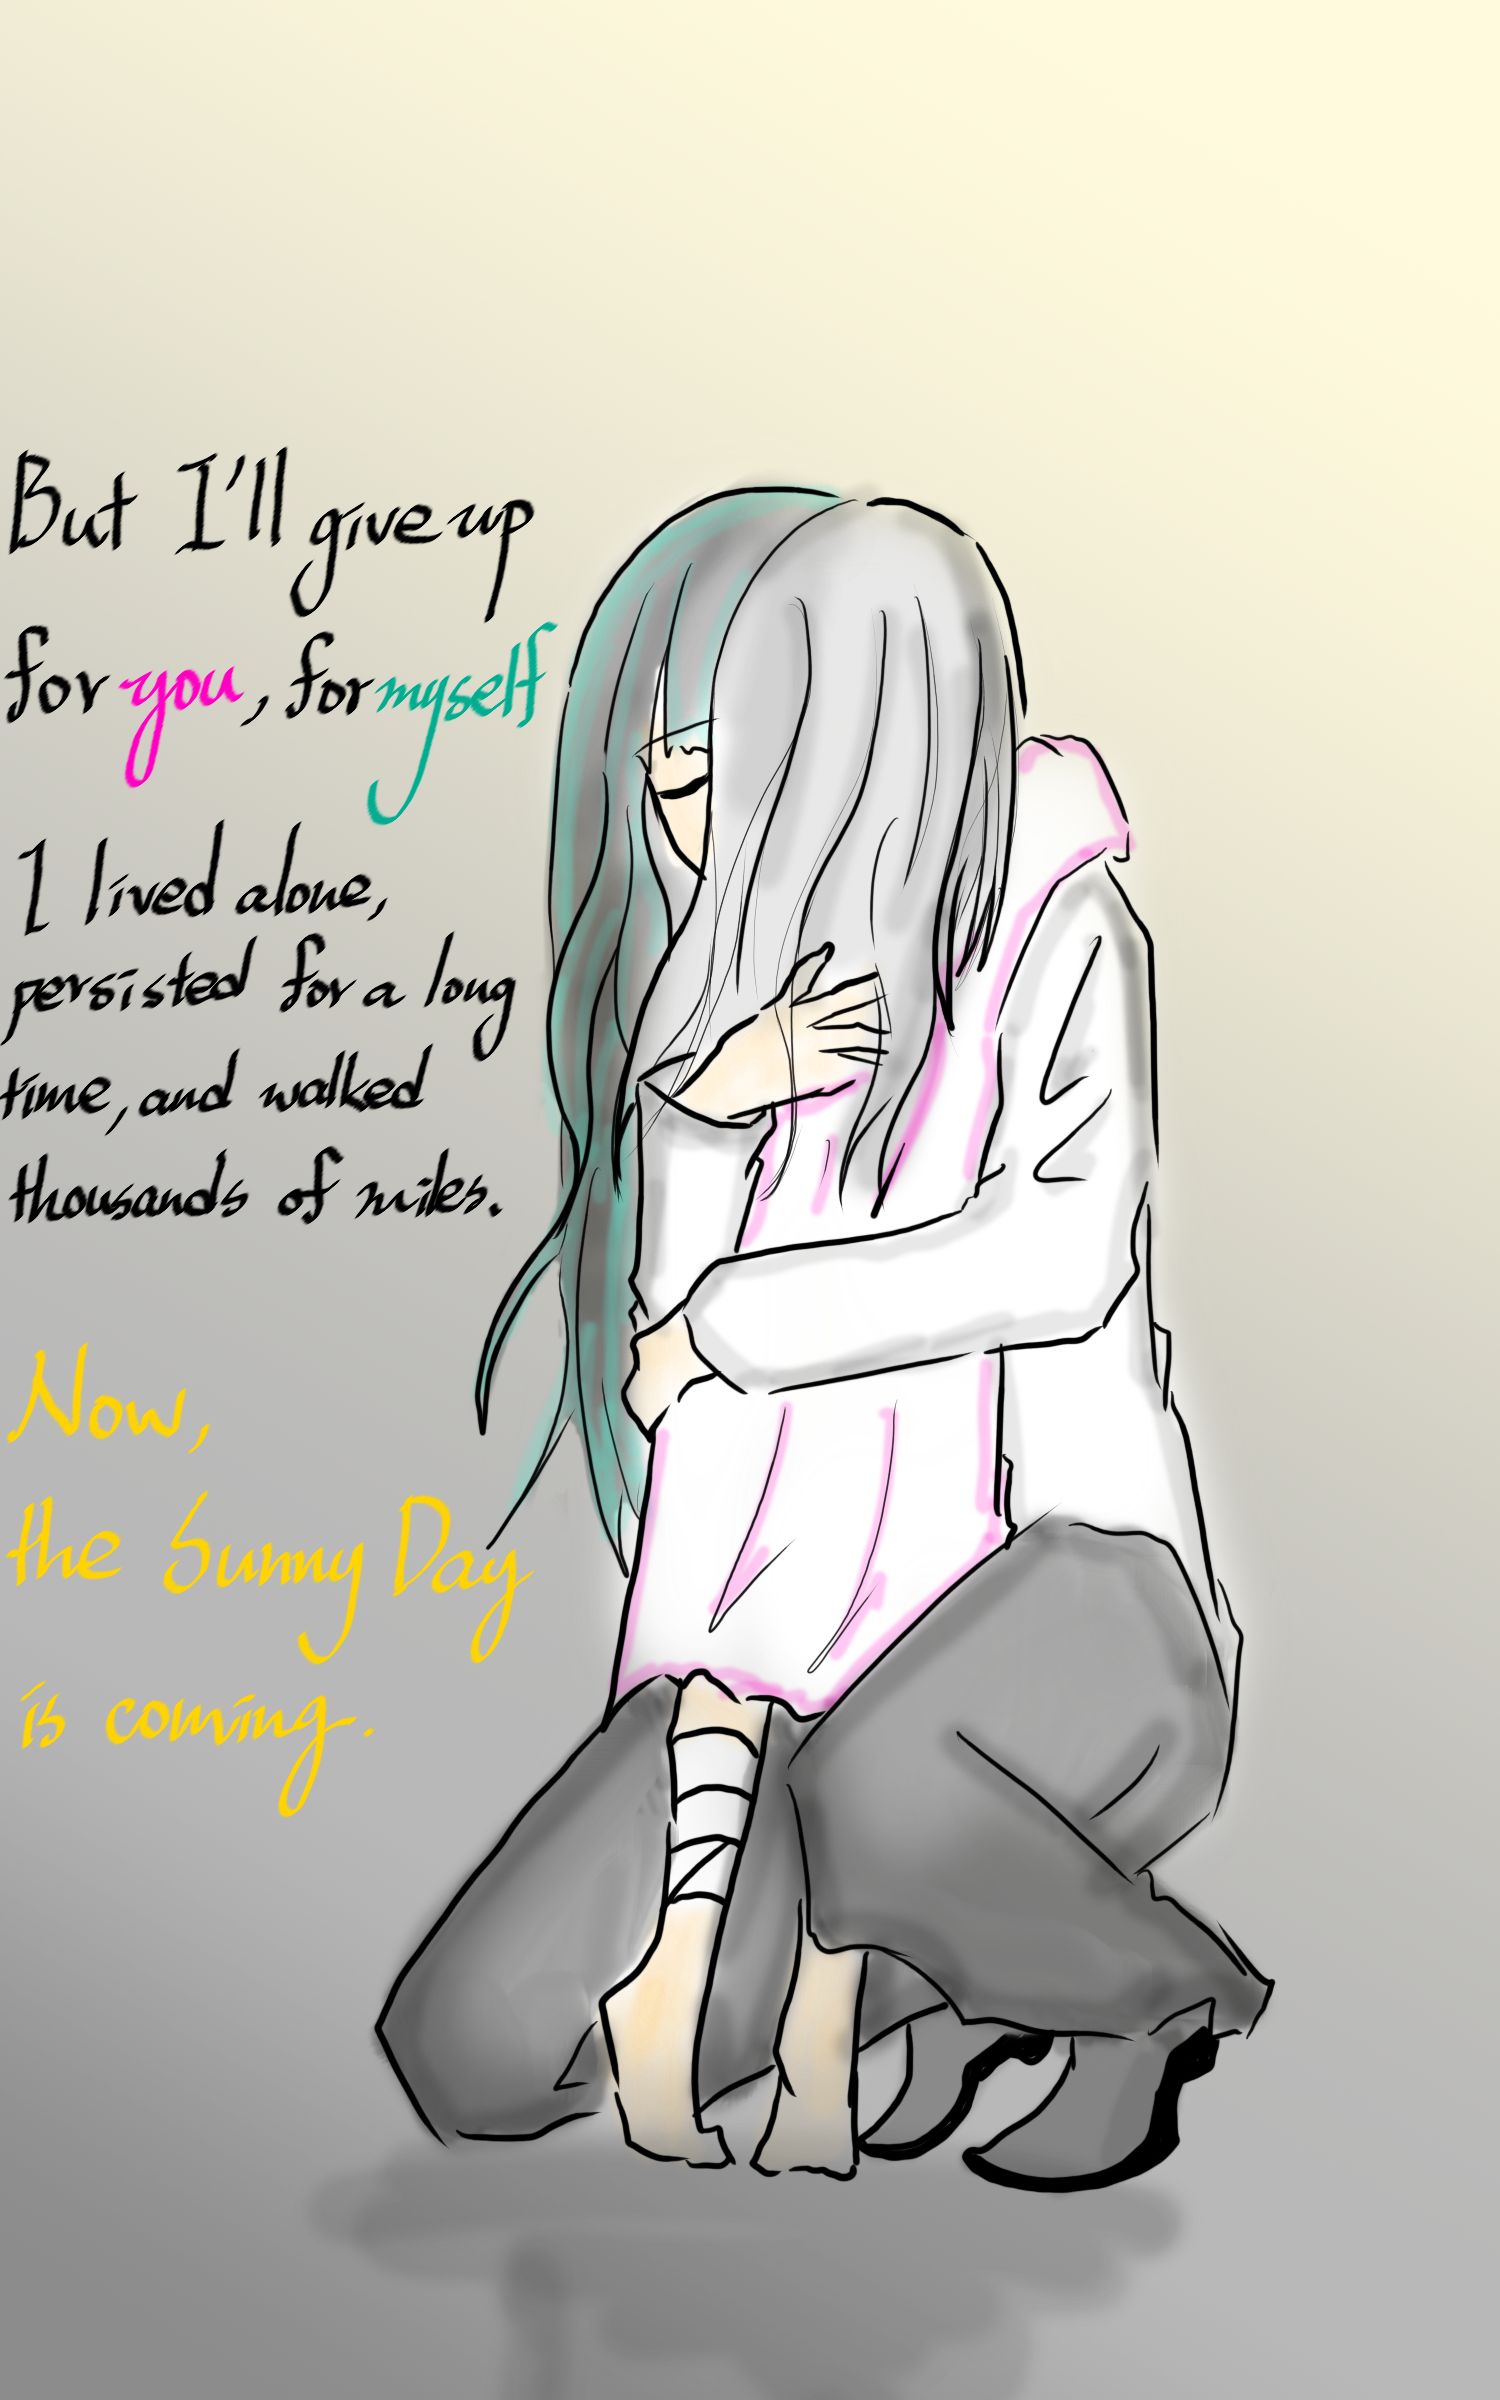 But I'll give up
for you, for myself
I lived alone,
persisted for a long
time, and walked
thousands of miles.
Now,
the Sunny Day
is coming.